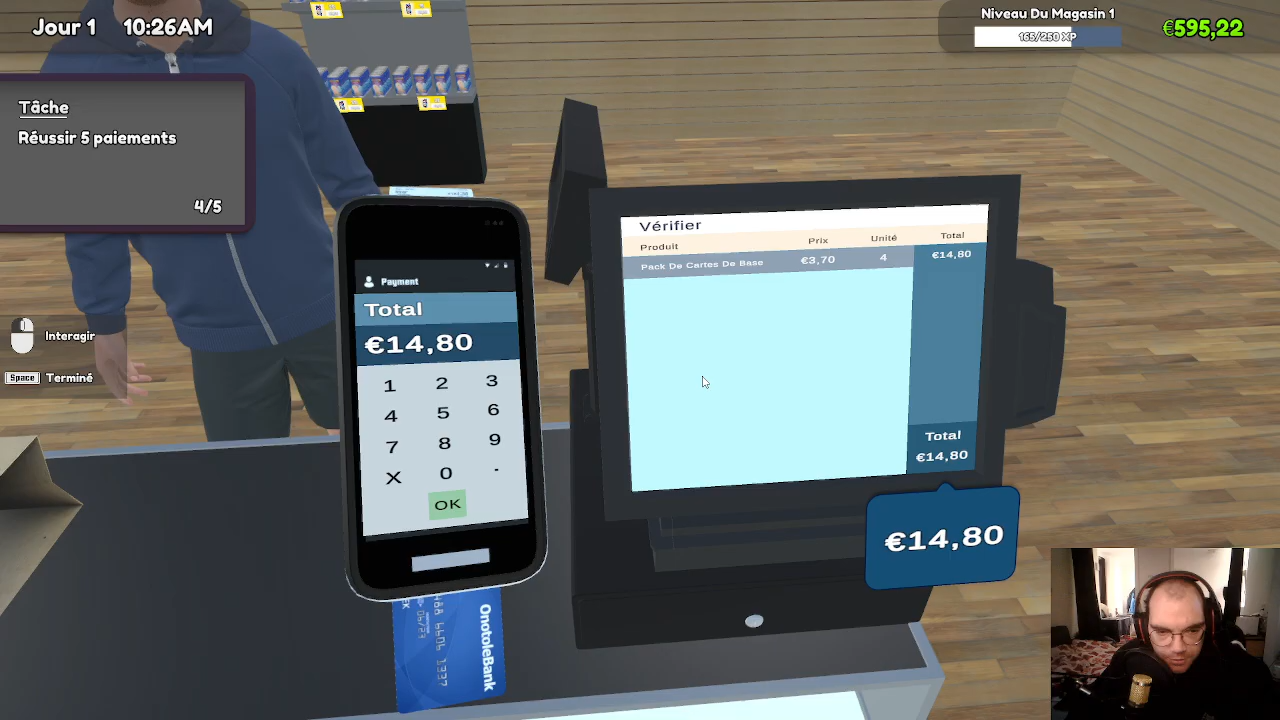 Jour 1 10:26AM
Niveau Du Magasin 1
165/250 XP
€595,22
Tâche
Réussir 5 paiements
4/5
Interagir
Space Terminé
Payment
Total
€14,80
1 2 3
4 5 6
7 8 9
X 0 .
OK
Vérifier
Produit Prix Unité Total
Pack De Cartes De Base €3,70 4 €14,80
Total
€14,80
€14,80
OnotoleBank